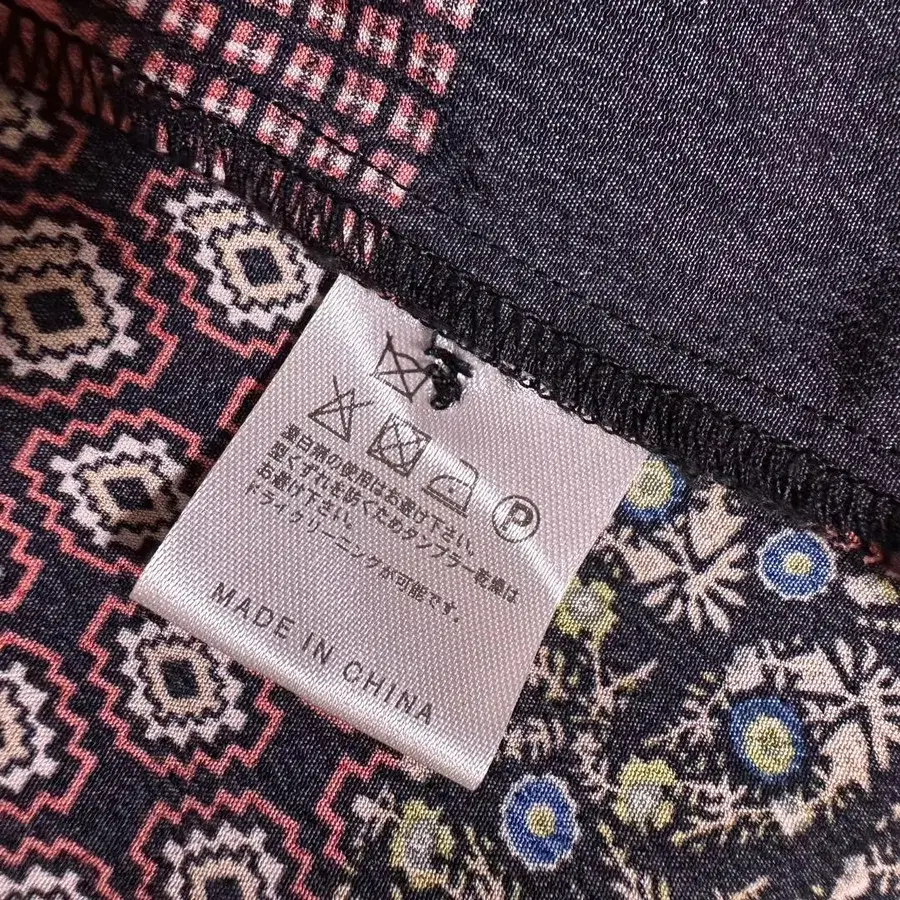 P
漂白剤の使用はお避け下さい。
型くずれを防ぐためタンブラー乾燥は
お避け下さい。
ドライクリーニングが可能です。
MADE IN CHINA